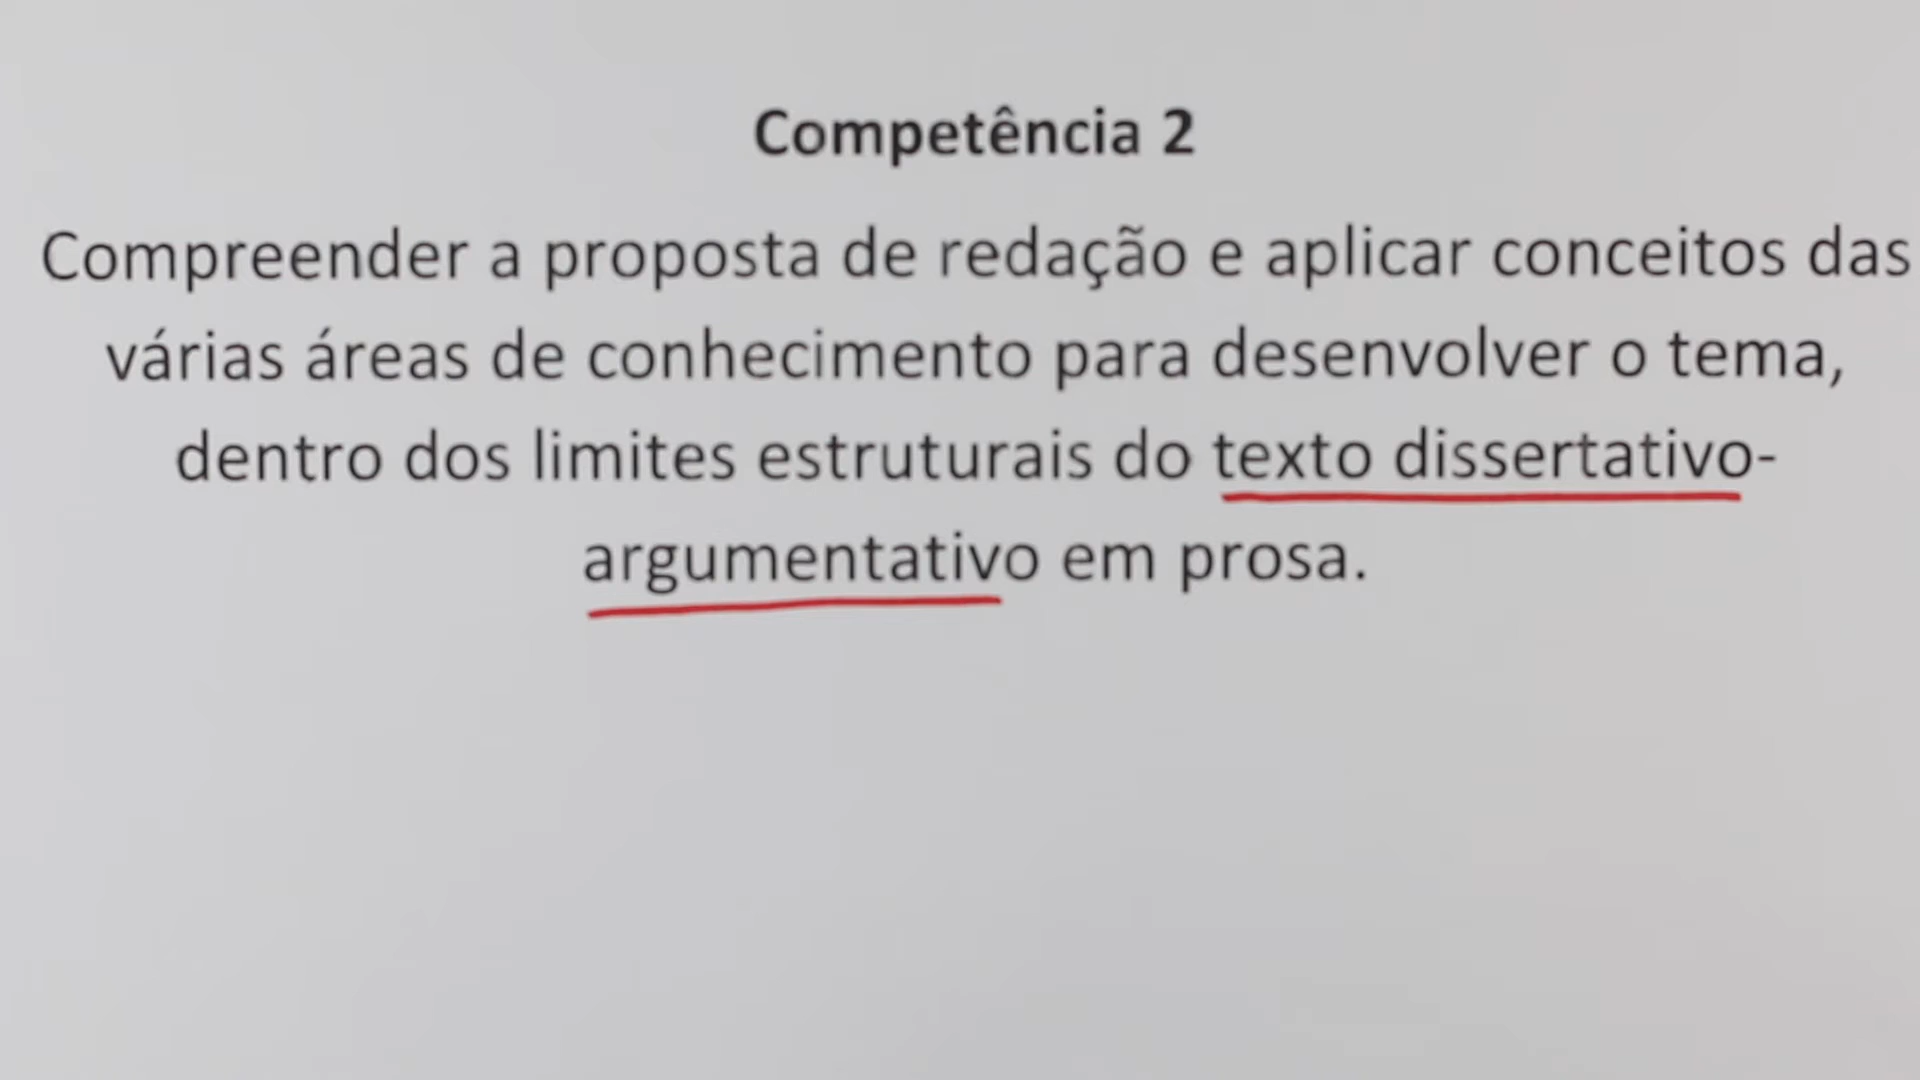 Competência 2
Compreender a proposta de redação e aplicar conceitos das
várias áreas de conhecimento para desenvolver o tema,
dentro dos limites estruturais do texto dissertativo-
argumentativo em prosa.